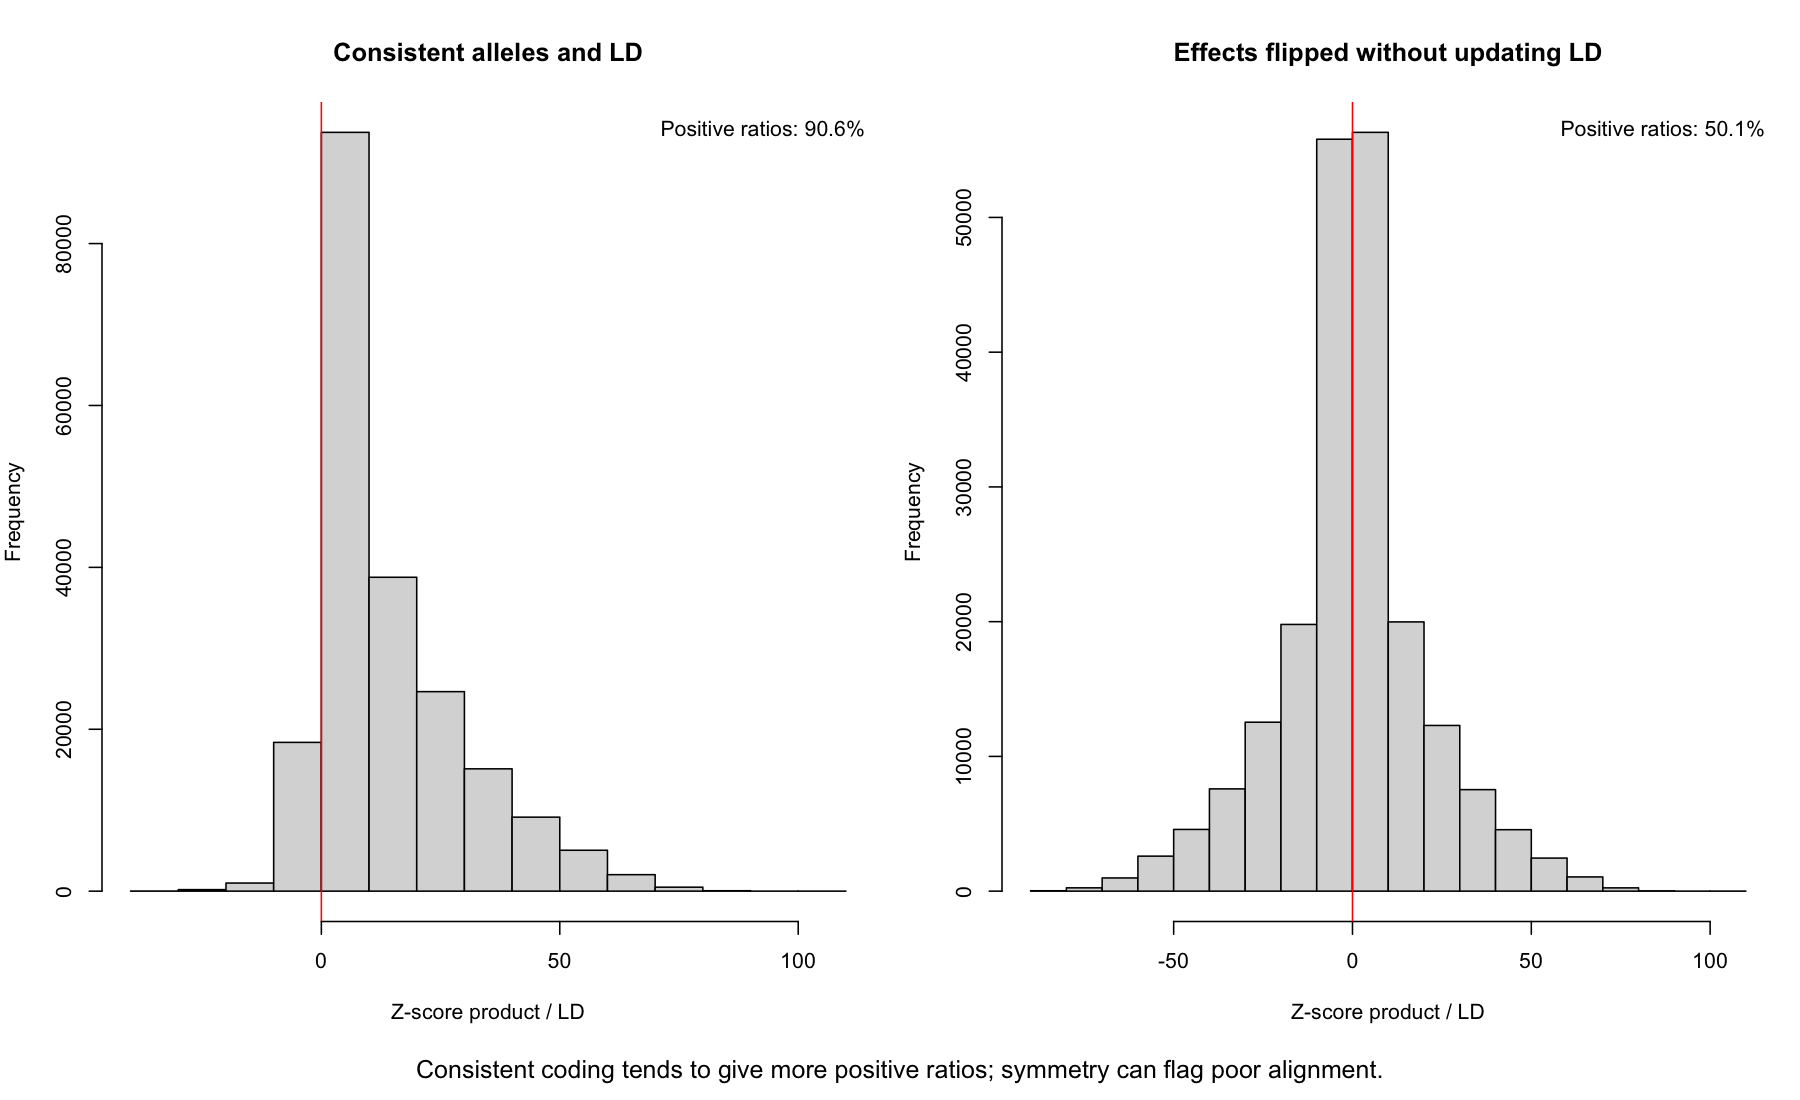 Consistent alleles and LD
Positive ratios: 90.6%
Frequency
80000
60000
40000
20000
0
0 50 100
Z-score product / LD
Effects flipped without updating LD
Positive ratios: 50.1%
Frequency
50000
40000
30000
20000
10000
0
-50 0 50 100
Z-score product / LD
Consistent coding tends to give more positive ratios; symmetry can flag poor alignment.